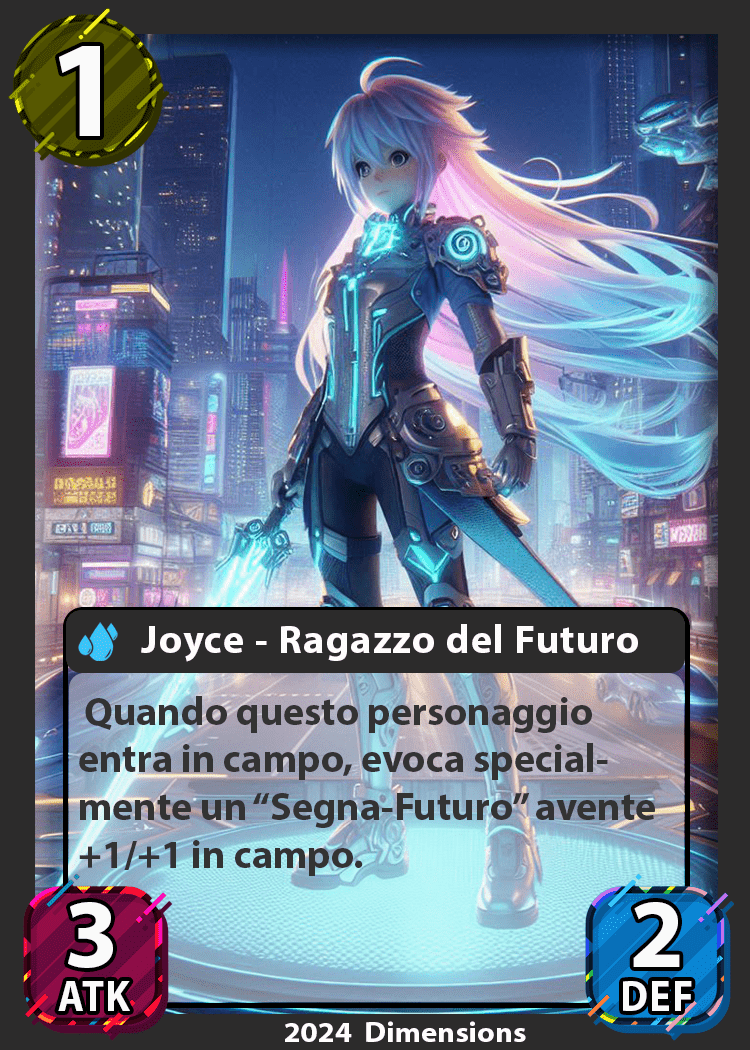 1
Joyce - Ragazzo del Futuro
Quando questo personaggio
entra in campo, evoca special-
mente un “Segna-Futuro” avente
+1/+1 in campo.
3
ATK
2
DEF
2024 Dimensions